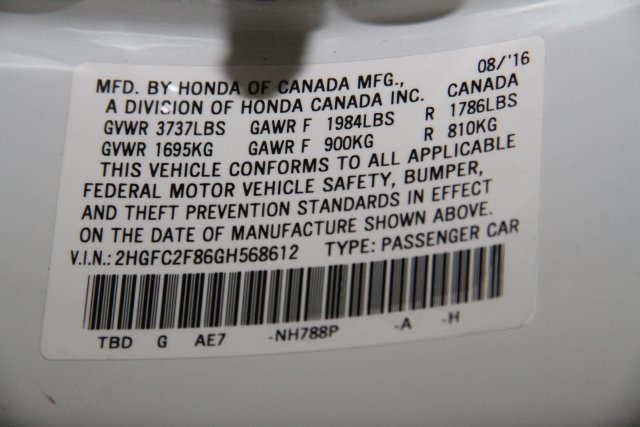 08/'16
MFD. BY HONDA OF CANADA MFG., CANADA
A DIVISION OF HONDA CANADA INC.
GVWR 3737LBS GAWR F 1984LBS R 1786LBS
GVWR 1695KG GAWR F 900KG R 810KG
THIS VEHICLE CONFORMS TO ALL APPLICABLE
FEDERAL MOTOR VEHICLE SAFETY, BUMPER,
AND THEFT PREVENTION STANDARDS IN EFFECT
ON THE DATE OF MANUFACTURE SHOWN ABOVE.
V.I.N.: 2HGFC2F86GH568612 TYPE: PASSENGER CAR
TBD G AE7 -NH788P -A -H